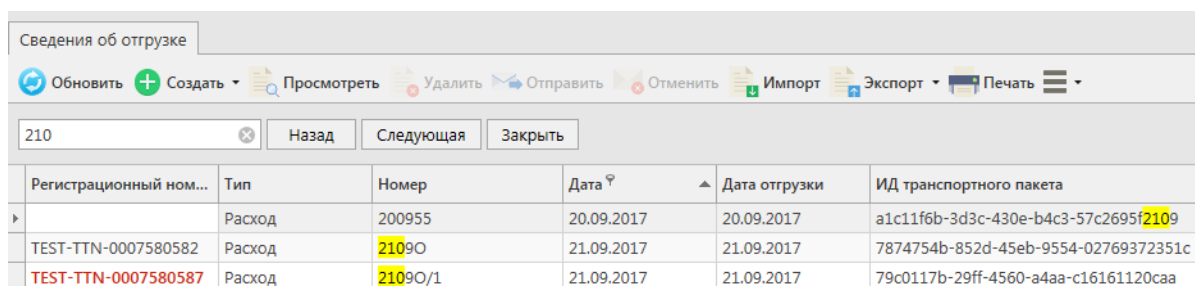 Сведения об отгрузке
Обновить Создать Просмотреть Удалить Отправить Отменить Импорт Экспорт Печать
210 Назад Следующая Закрыть
Регистрационный ном... Тип Номер Дата Дата отгрузки ИД транспортного пакета
Расход 200955 20.09.2017 20.09.2017 a1c11f6b-3d3c-430e-b4c3-57c2695f2109
TEST-TTN-0007580582 Расход 2109О 21.09.2017 21.09.2017 7874754b-852d-45eb-9554-02769372351c
TEST-TTN-0007580587 Расход 2109О/1 21.09.2017 21.09.2017 79c0117b-29ff-4560-a4aa-c16161120caa